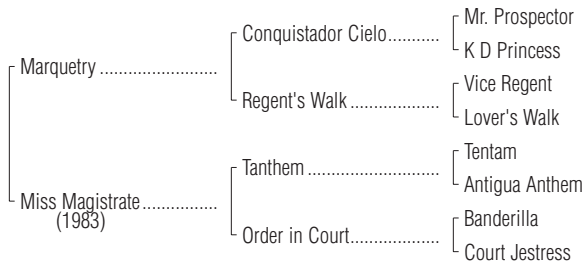 Mr. Prospector
Conquistador Cielo...........
K D Princess
Marquetry .........................
Vice Regent
Regent's Walk ...................
Lover's Walk
Tentam
Tanthem ............................
Antigua Anthem
Miss Magistrate................
(1983)
Banderilla
Order in Court...................
Court Jestress